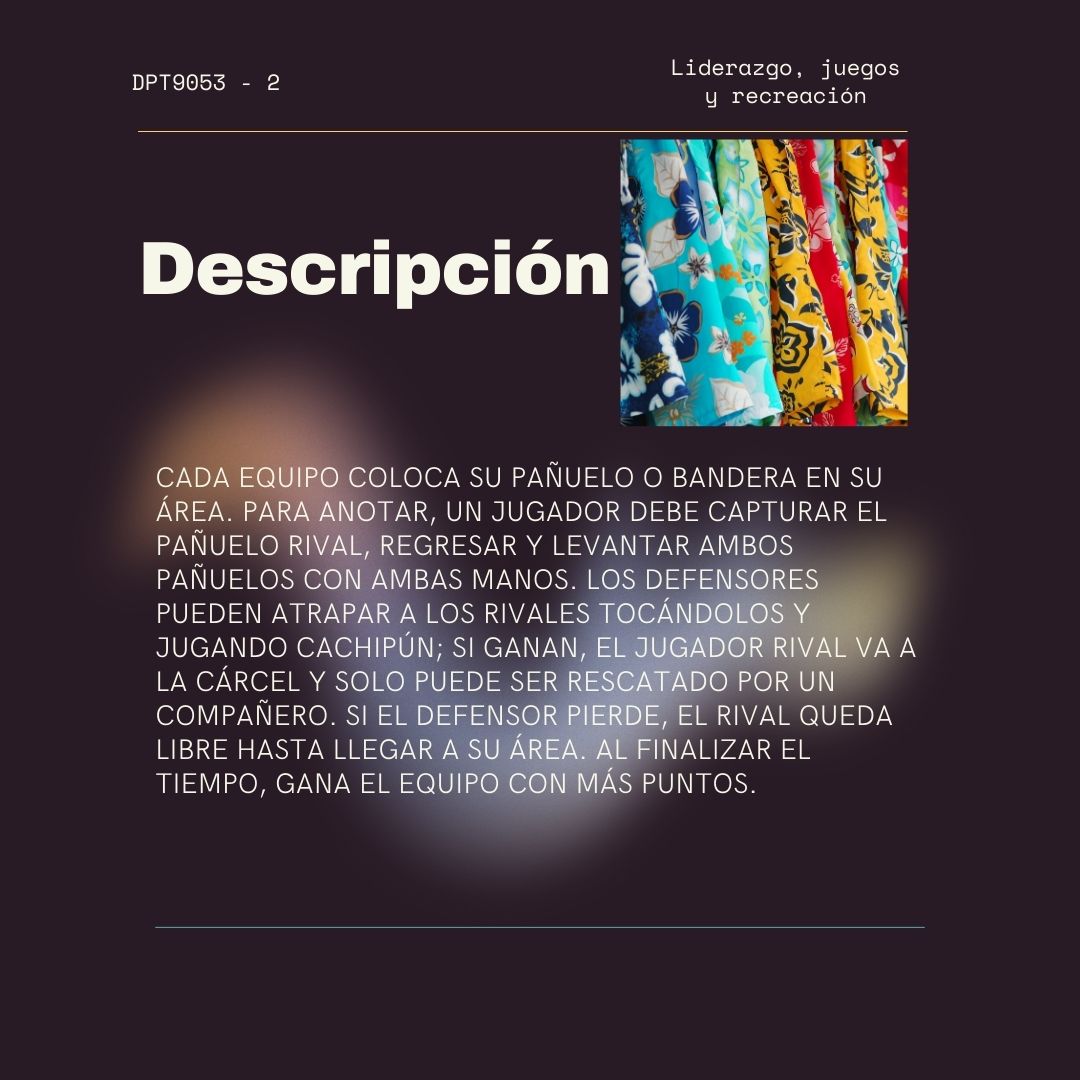 DPT9053 - 2
Liderazgo, juegos
y recreación
Descripción
CADA EQUIPO COLOCA SU PAÑUELO O BANDERA EN SU
ÁREA. PARA ANOTAR, UN JUGADOR DEBE CAPTURAR EL
PAÑUELO RIVAL, REGRESAR Y LEVANTAR AMBOS
PAÑUELOS CON AMBAS MANOS. LOS DEFENSORES
PUEDEN ATRAPAR A LOS RIVALES TOCÁNDOLOS Y
JUGANDO CACHIPÚN; SI GANAN, EL JUGADOR RIVAL VA A
LA CÁRCEL Y SOLO PUEDE SER RESCATADO POR UN
COMPAÑERO. SI EL DEFENSOR PIERDE, EL RIVAL QUEDA
LIBRE HASTA LLEGAR A SU ÁREA. AL FINALIZAR EL
TIEMPO, GANA EL EQUIPO CON MÁS PUNTOS.